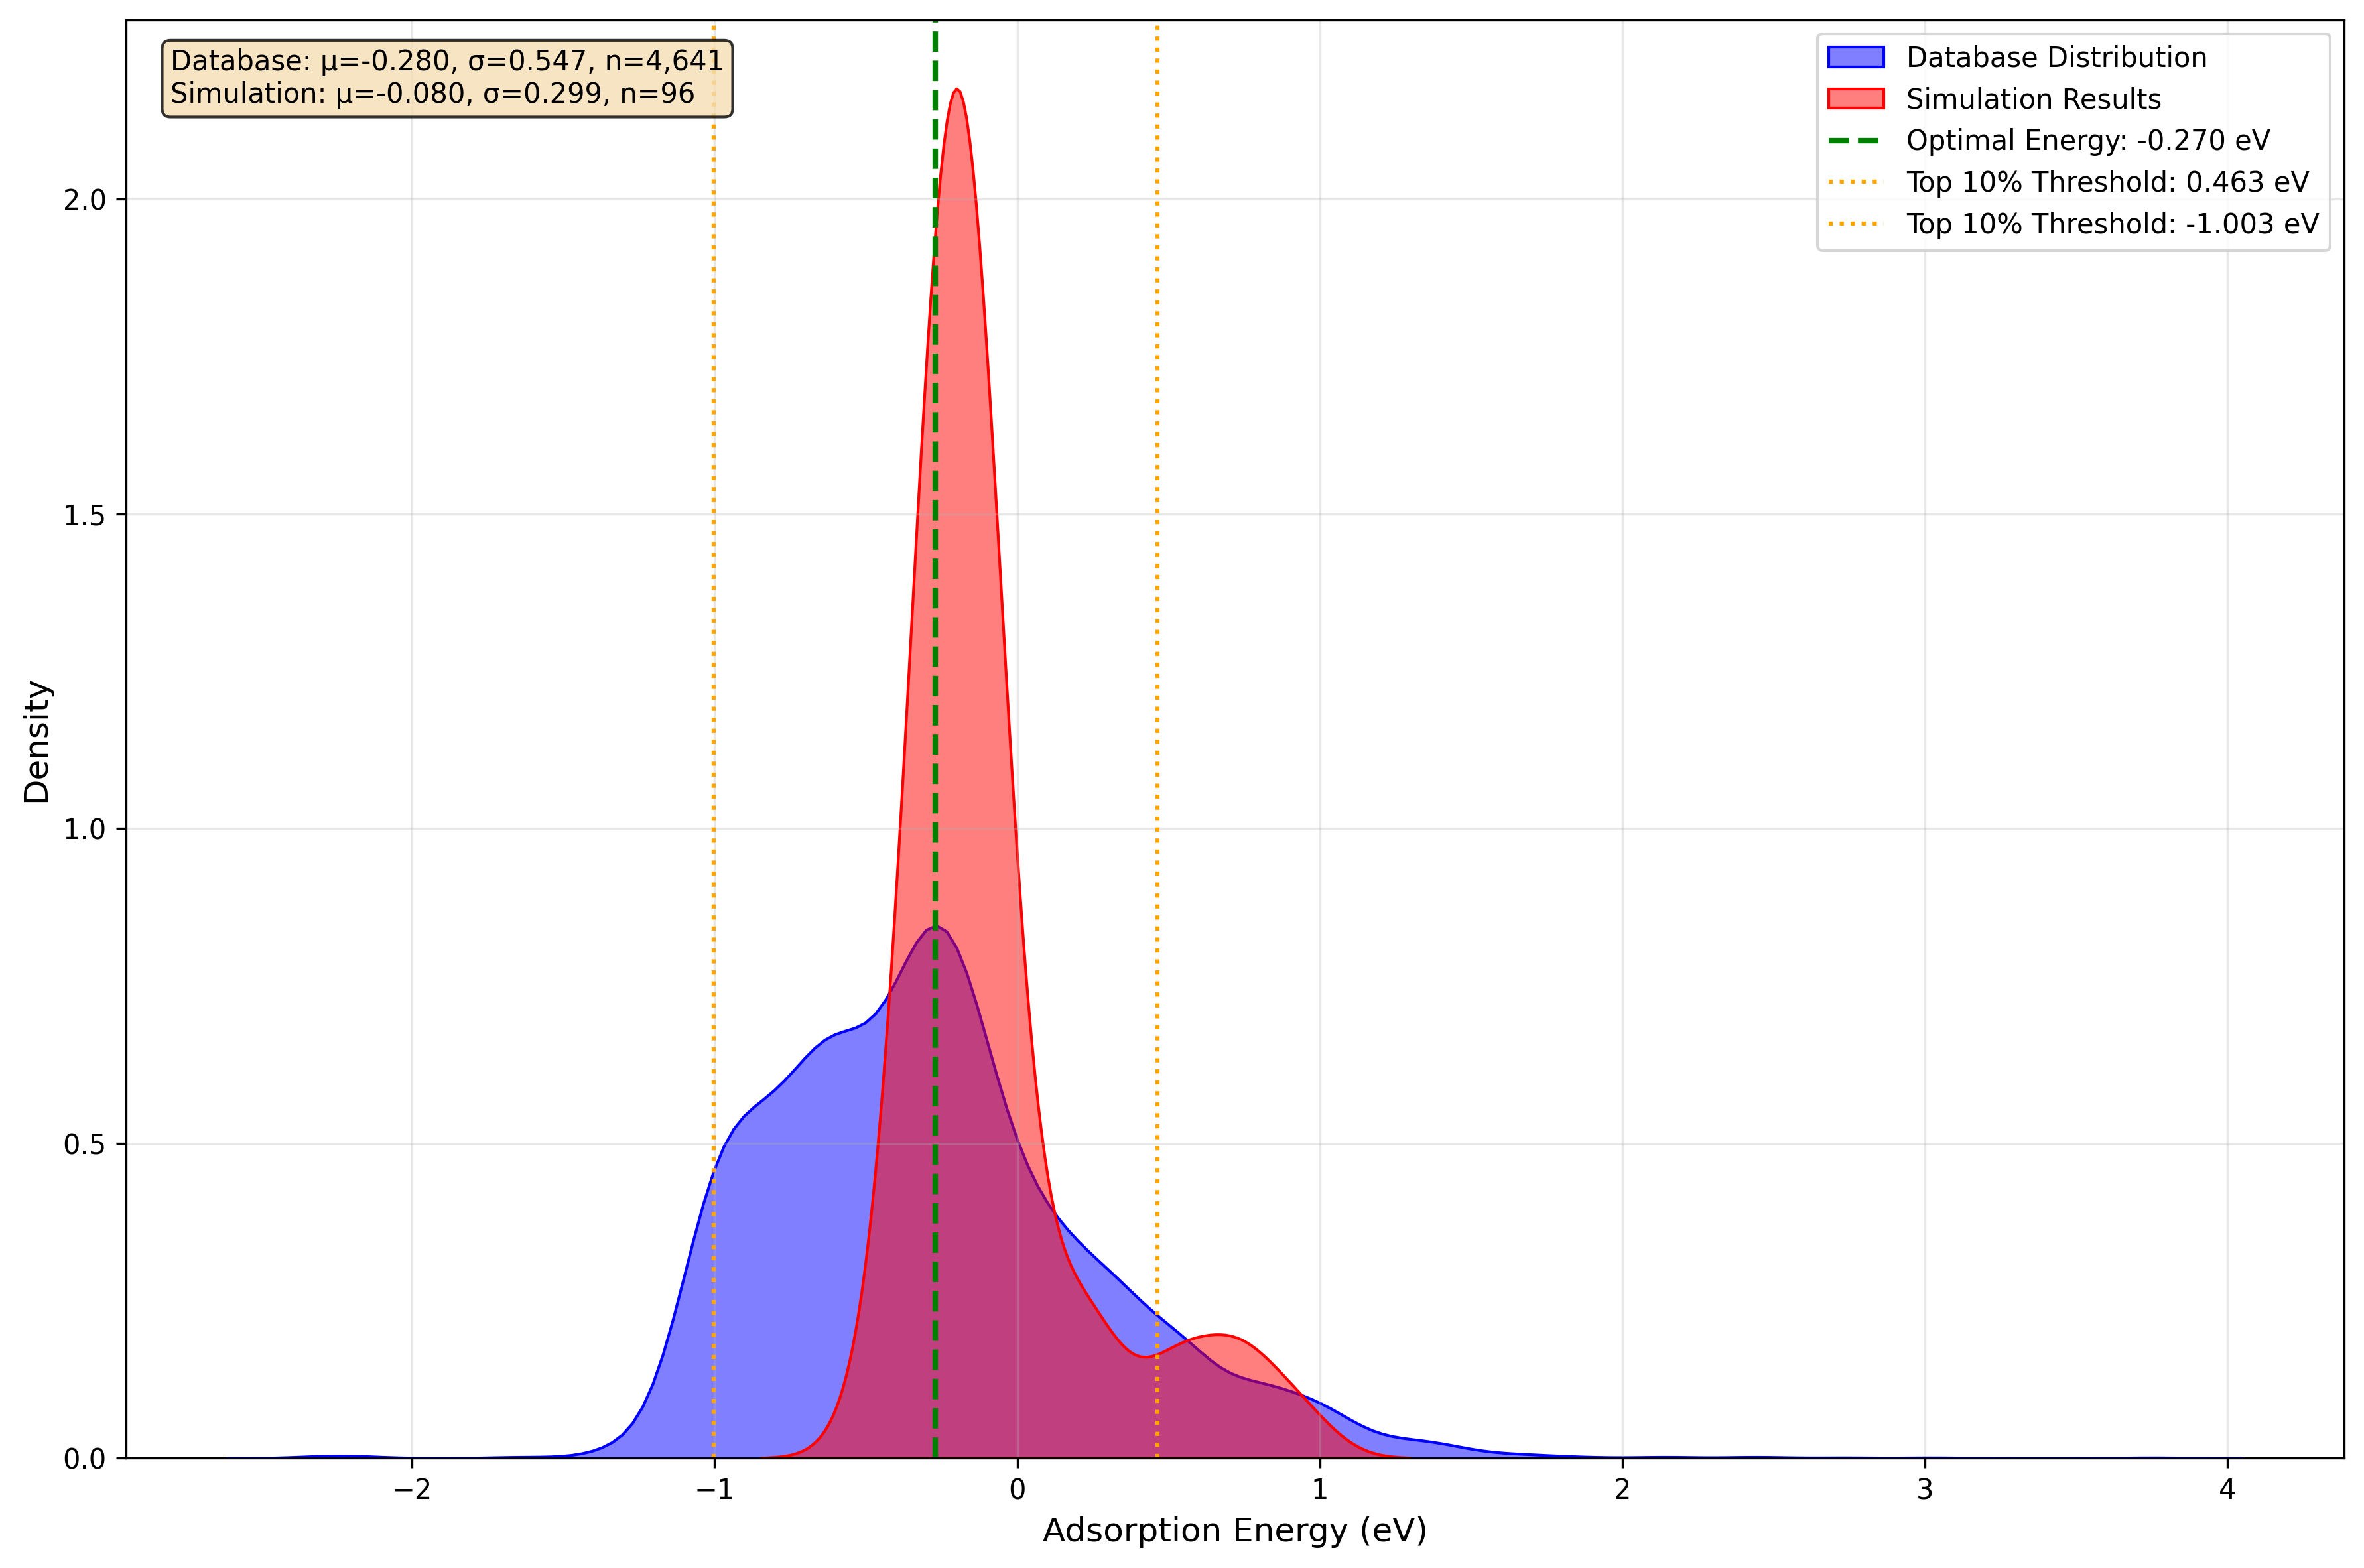 Database: μ=-0.280, σ=0.547, n=4,641
Simulation: μ=-0.080, σ=0.299, n=96
Database Distribution
Simulation Results
Optimal Energy: -0.270 eV
Top 10% Threshold: 0.463 eV
Top 10% Threshold: -1.003 eV
Density
2.0
1.5
1.0
0.5
0.0
−2
−1
0
1
2
3
4
Adsorption Energy (eV)